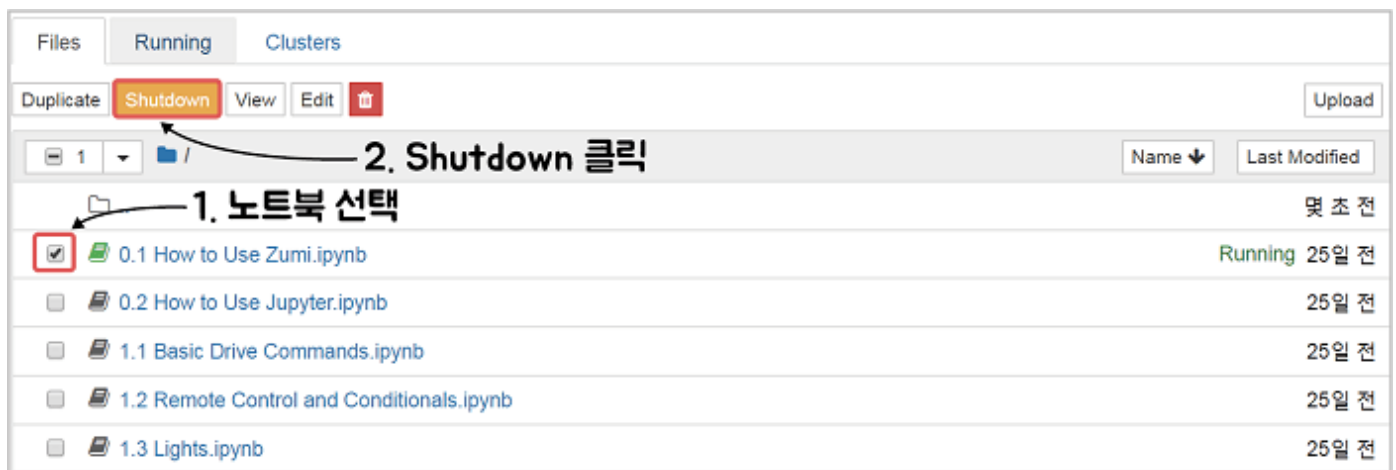 Files Running Clusters
Duplicate Shutdown View Edit Upload
1 / 2. Shutdown 클릭 Name Last Modified
.. 1. 노트북 선택 몇 초 전
0.1 How to Use Zumi.ipynb Running 25일 전
0.2 How to Use Jupyter.ipynb 25일 전
1.1 Basic Drive Commands.ipynb 25일 전
1.2 Remote Control and Conditionals.ipynb 25일 전
1.3 Lights.ipynb 25일 전